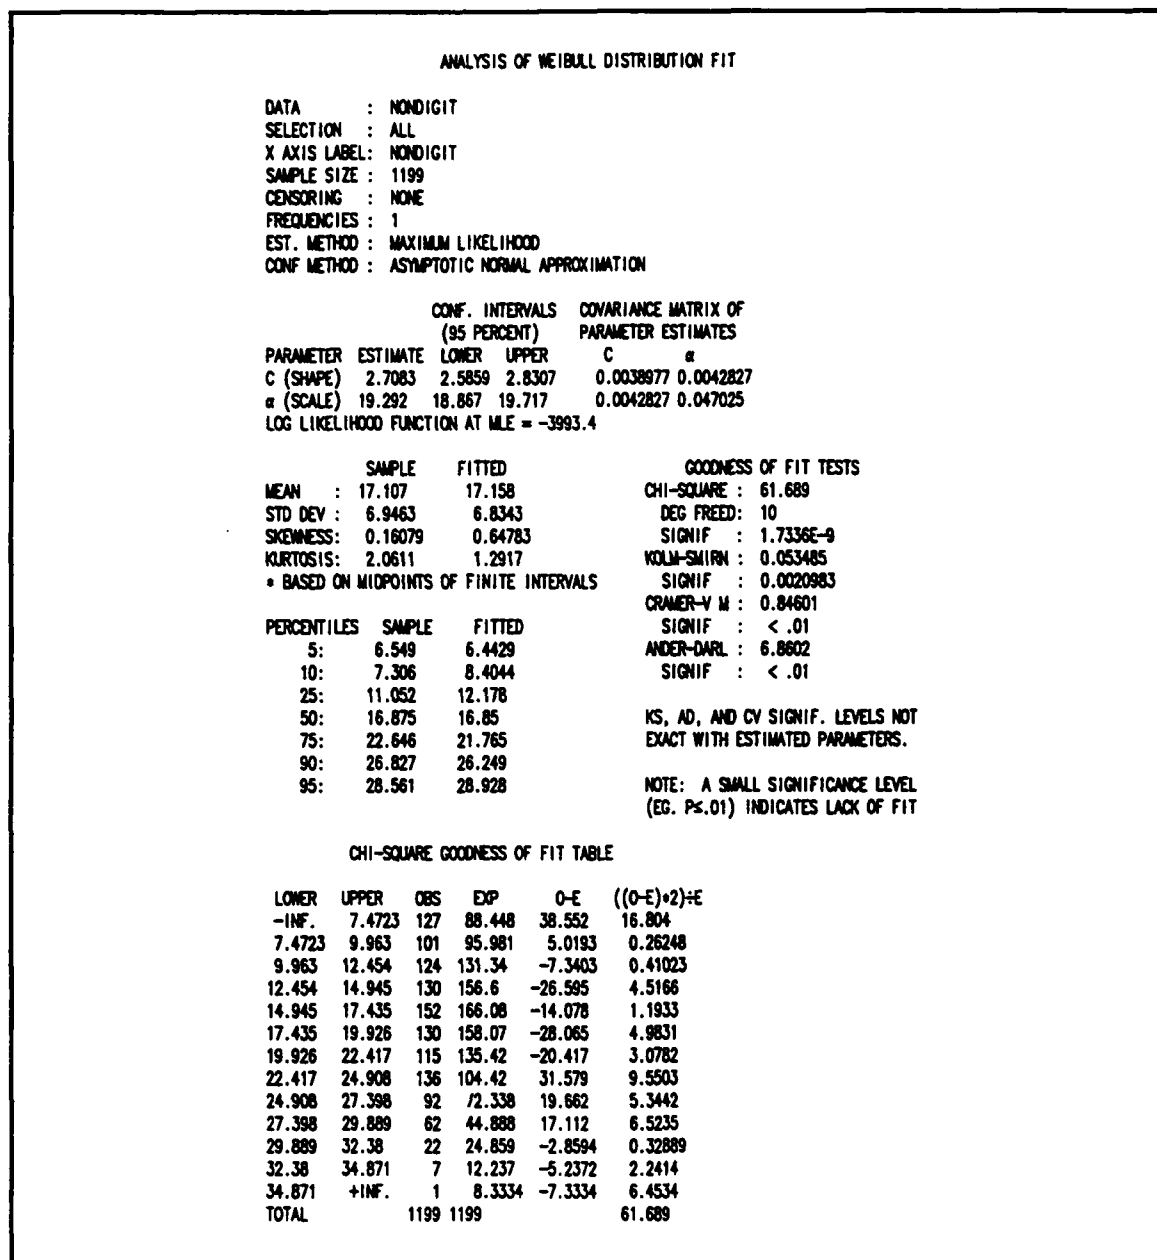 ANALYSIS OF WEIBULL DISTRIBUTION FIT
DATA : NONDIGIT
SELECTION : ALL
X AXIS LABEL: NONDIGIT
SAMPLE SIZE : 1199
CENSORING : NONE
FREQUENCIES : 1
EST. METHOD : MAXIMUM LIKELIHOOD
CONF METHOD : ASYMPTOTIC NORMAL APPROXIMATION
CONF. INTERVALS COVARIANCE MATRIX OF
(95 PERCENT) PARAMETER ESTIMATES
PARAMETER ESTIMATE LOWER UPPER C α
C (SHAPE) 2.7083 2.5859 2.8307 0.0038977 0.0042827
α (SCALE) 19.292 18.867 19.717 0.0042827 0.047025
LOG LIKELIHOOD FUNCTION AT MLE = -3993.4
SAMPLE FITTED
MEAN : 17.107 17.158
STD DEV : 6.9463 6.8343
SKEWNESS: 0.16079 0.64783
KURTOSIS: 2.0611 1.2917
* BASED ON MIDPOINTS OF FINITE INTERVALS
PERCENTILES SAMPLE FITTED
5: 6.549 6.4429
10: 7.306 8.4044
25: 11.052 12.178
50: 16.875 16.85
75: 22.646 21.765
90: 26.827 26.249
95: 28.561 28.928
GOODNESS OF FIT TESTS
CHI-SQUARE : 61.689
DEG FREED: 10
SIGNIF : 1.7336E-9
KOLM-SMIRN : 0.053485
SIGNIF : 0.0020983
CRAMER-V M : 0.84601
SIGNIF : < .01
ANDER-DARL : 6.8602
SIGNIF : < .01
KS, AD, AND CV SIGNIF. LEVELS NOT
EXACT WITH ESTIMATED PARAMETERS.
NOTE: A SMALL SIGNIFICANCE LEVEL
(EG. P≤.01) INDICATES LACK OF FIT
CHI-SQUARE GOODNESS OF FIT TABLE
LOWER UPPER OBS EXP O-E ((O-E)*2)÷E
-INF. 7.4723 127 88.448 38.552 16.804
7.4723 9.963 101 95.981 5.0193 0.26248
9.963 12.454 124 131.34 -7.3403 0.41023
12.454 14.945 130 156.6 -26.595 4.5166
14.945 17.435 152 166.08 -14.078 1.1933
17.435 19.926 130 158.07 -28.065 4.9831
19.926 22.417 115 135.42 -20.417 3.0782
22.417 24.908 136 104.42 31.579 9.5503
24.908 27.398 92 72.338 19.662 5.3442
27.398 29.889 62 44.888 17.112 6.5235
29.889 32.38 22 24.859 -2.8594 0.32889
32.38 34.871 7 12.237 -5.2372 2.2414
34.871 +INF. 1 8.3334 -7.3334 6.4534
TOTAL 1199 1199 61.689